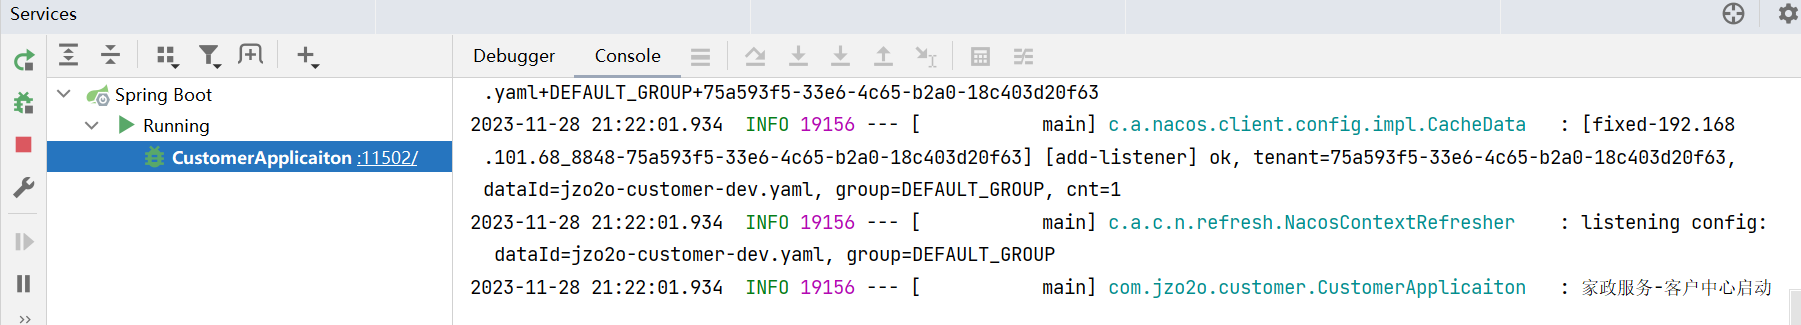 Services
Debugger
Console
Spring Boot
Running
CustomerApplicaiton :11502/
.yaml+DEFAULT_GROUP+75a593f5-33e6-4c65-b2a0-18c403d20f63
2023-11-28 21:22:01.934  INFO 19156 --- [           main] c.a.nacos.client.config.impl.CacheData   : [fixed-192.168
.101.68_8848-75a593f5-33e6-4c65-b2a0-18c403d20f63] [add-listener] ok, tenant=75a593f5-33e6-4c65-b2a0-18c403d20f63,
dataId=jzo2o-customer-dev.yaml, group=DEFAULT_GROUP, cnt=1
2023-11-28 21:22:01.934  INFO 19156 --- [           main] c.a.c.n.refresh.NacosContextRefresher    : listening config:
dataId=jzo2o-customer-dev.yaml, group=DEFAULT_GROUP
2023-11-28 21:22:01.934  INFO 19156 --- [           main] com.jzo2o.customer.CustomerApplicaiton   : 家政服务-客户中心启动